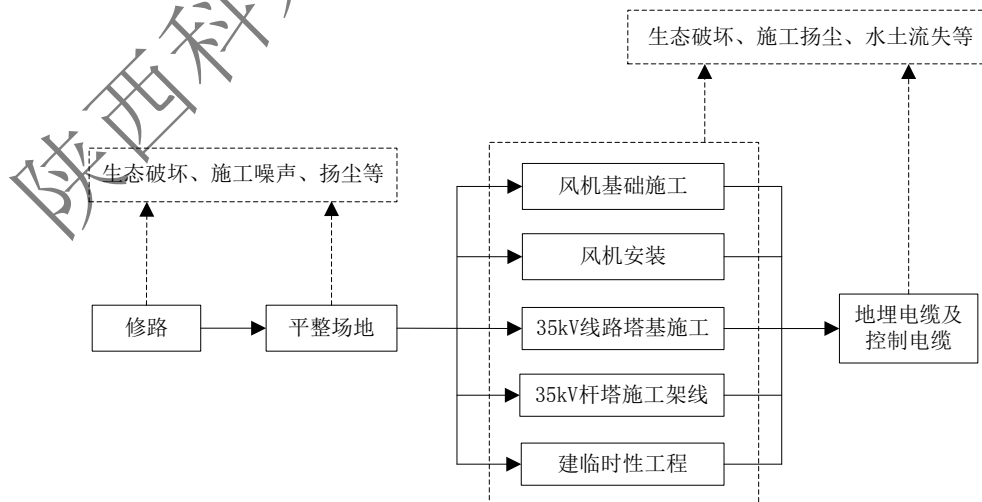 生态破坏、施工扬尘、水土流失等
陕西科
生态破坏、施工噪声、扬尘等
风机基础施工
风机安装
修路
平整场地
35kV线路塔基施工
地埋电缆及
控制电缆
35kV杆塔施工架线
建临时性工程